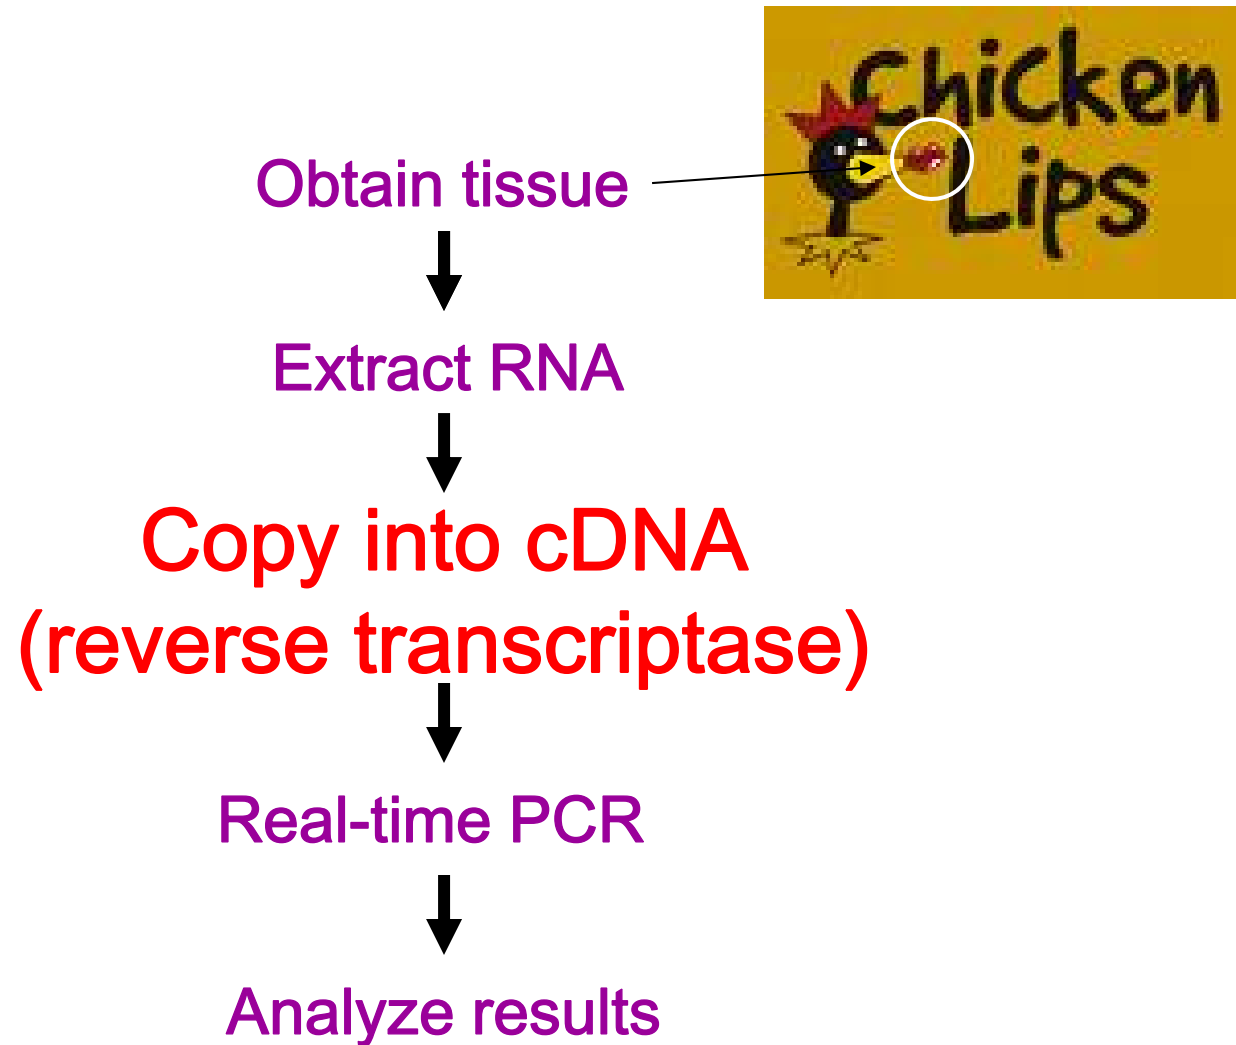 Chicken
Lips
Obtain tissue
Extract RNA
Copy into cDNA
(reverse transcriptase)
Real-time PCR
Analyze results